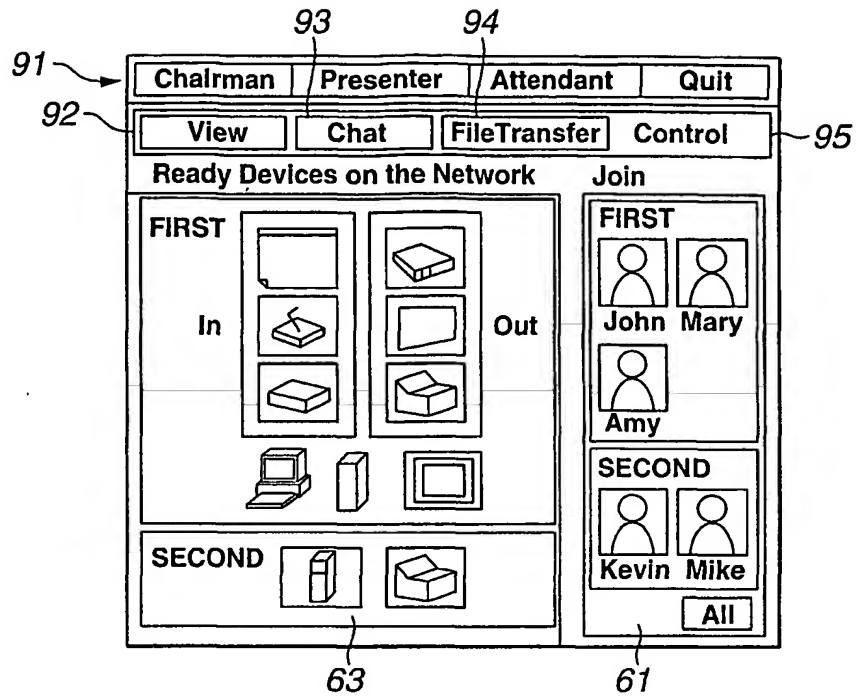 93 94
91 Chairman Presenter Attendant Quit
92 View Chat FileTransfer Control 95
Ready Devices on the Network Join
FIRST FIRST
In Out
John Mary
Amy
SECOND SECOND
Kevin Mike
All
63 61